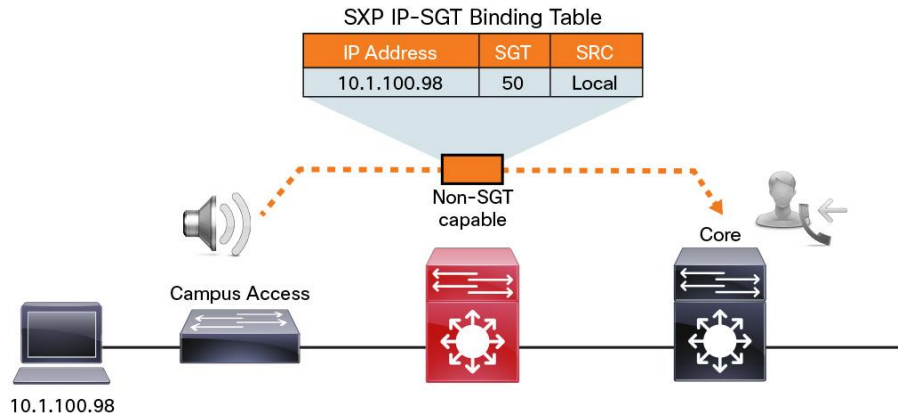 SXP IP-SGT Binding Table
IP Address SGT SRC
10.1.100.98 50 Local
Non-SGT
capable
Core
Campus Access
10.1.100.98